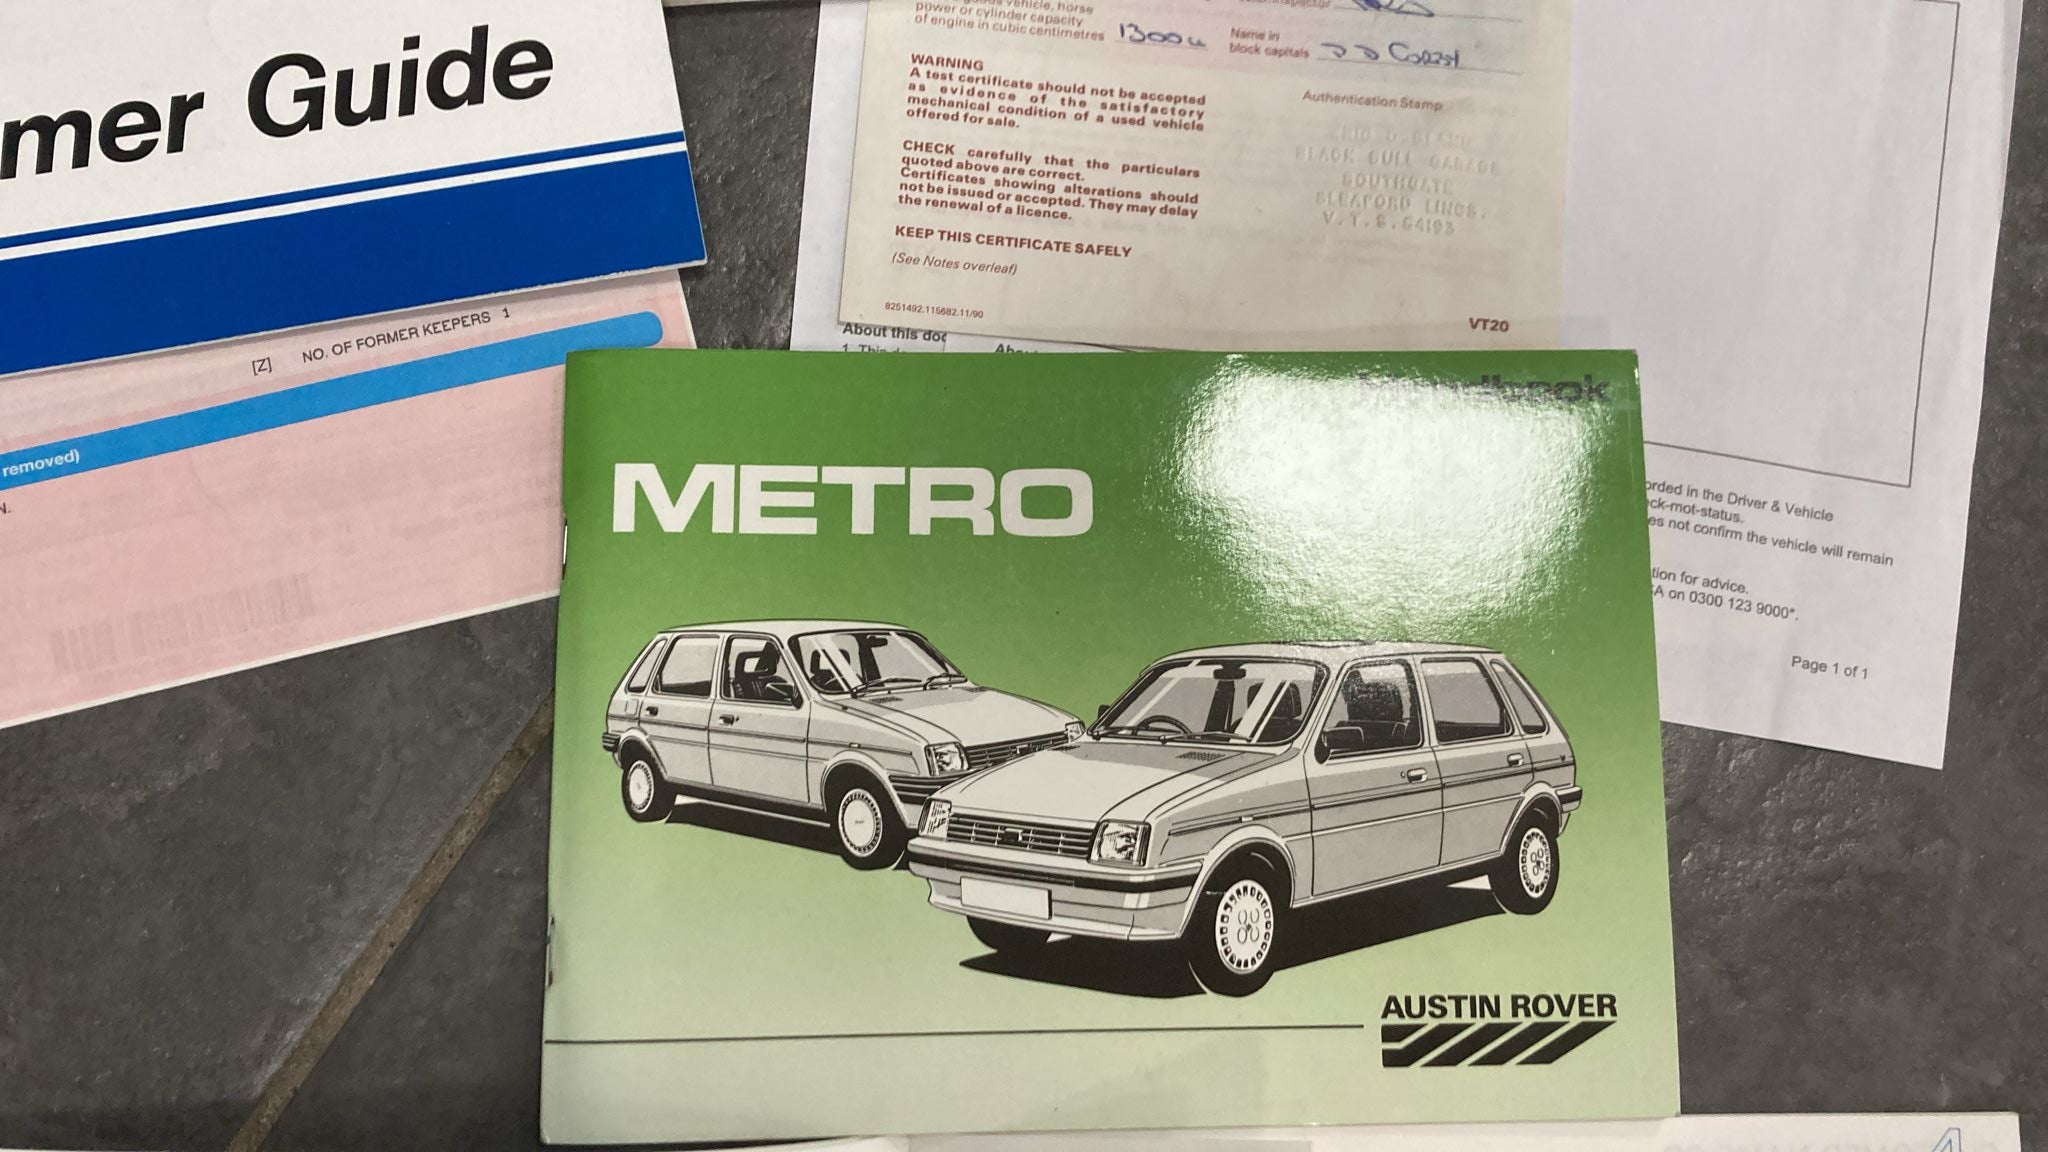 mer Guide
[Z] NO. OF FORMER KEEPERS 1
removed)
N.
power or cylinder capacity
of engine in cubic centimetres 1300
Name in
block capitals
WARNING
A test certificate should not be accepted
as evidence of the satisfactory
mechanical condition of a used vehicle
offered for sale.
CHECK carefully that the particulars
quoted above are correct.
Certificates showing alterations should
not be issued or accepted. They may delay
the renewal of a licence.
KEEP THIS CERTIFICATE SAFELY
(See Notes overleaf)
8251492.115682.11/90
VT20
Authentication Stamp
BLACK BULL GARAGE
SOUTHGATE
SLEAFORD LINCS.
V.T.S.
About this doc
Handbook
METRO
AUSTIN ROVER
orded in the Driver & Vehicle
ck-mot-status.
es not confirm the vehicle will remain
tion for advice.
A on 0300 123 9000*.
Page 1 of 1